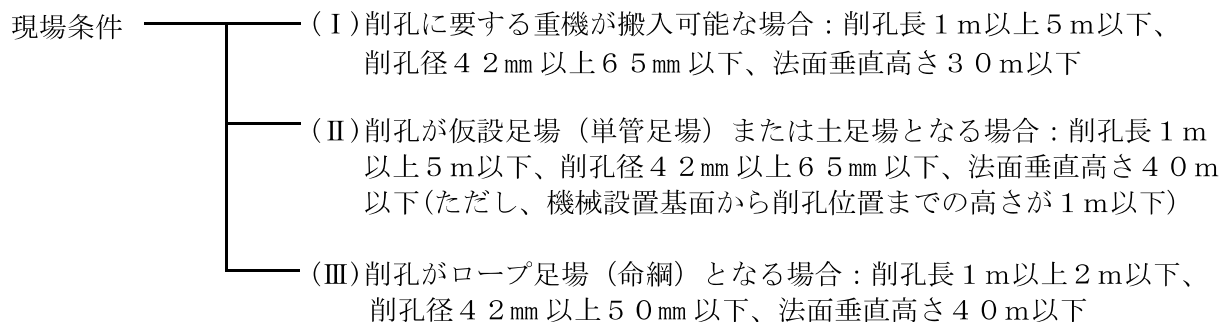 現場条件
(Ⅰ)削孔に要する重機が搬入可能な場合：削孔長１ｍ以上５ｍ以下、
削孔径４２㎜以上６５㎜以下、法面垂直高さ３０ｍ以下
(Ⅱ)削孔が仮設足場（単管足場）または土足場となる場合：削孔長１ｍ
以上５ｍ以下、削孔径４２㎜以上６５㎜以下、法面垂直高さ４０ｍ
以下(ただし、機械設置基面から削孔位置までの高さが１ｍ以下)
(Ⅲ)削孔がロープ足場（命綱）となる場合：削孔長１ｍ以上２ｍ以下、
削孔径４２㎜以上５０㎜以下、法面垂直高さ４０ｍ以下